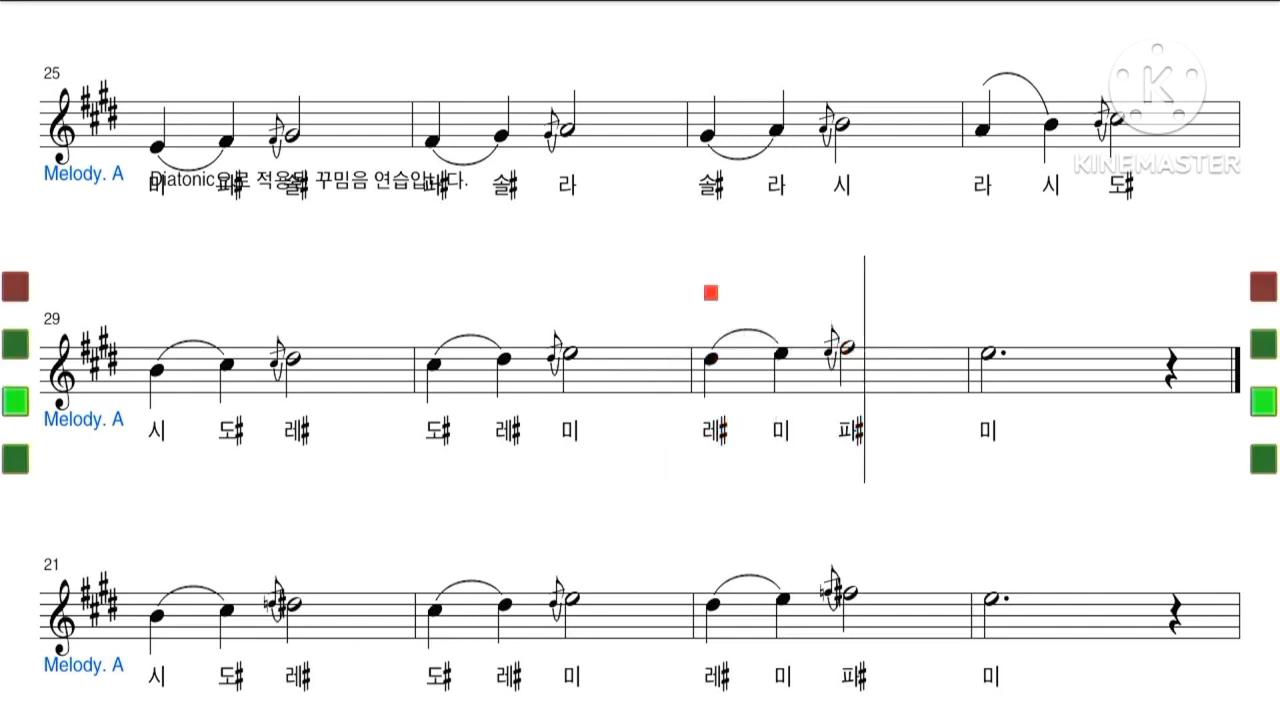 25
Melody. A
Diatonic으로 적용된 꾸밈음 연습입니다.
미 파# 솔# 파# 솔# 라 솔# 라 시 라 시 도#
K
KINEMASTER
29
Melody. A
시 도# 레# 도# 레# 미 레# 미 파# 미
21
Melody. A
시 도# 레# 도# 레# 미 레# 미 파# 미